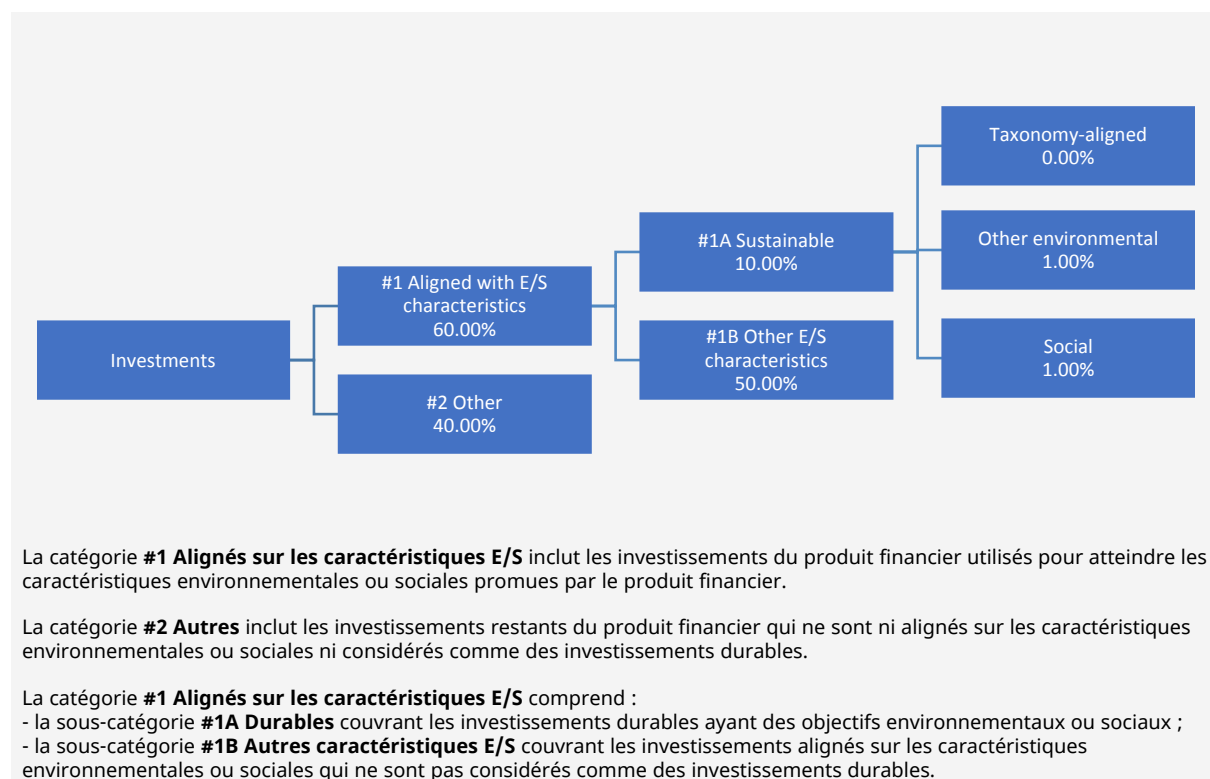 Investments
#1 Aligned with E/S
characteristics
60.00%
#2 Other
40.00%
#1A Sustainable
10.00%
#1B Other E/S
characteristics
50.00%
Taxonomy-aligned
0.00%
Other environmental
1.00%
Social
1.00%
La catégorie #1 Alignés sur les caractéristiques E/S inclut les investissements du produit financier utilisés pour atteindre les
caractéristiques environnementales ou sociales promues par le produit financier.
La catégorie #2 Autres inclut les investissements restants du produit financier qui ne sont ni alignés sur les caractéristiques
environnementales ou sociales ni considérés comme des investissements durables.
La catégorie #1 Alignés sur les caractéristiques E/S comprend :
- la sous-catégorie #1A Durables couvrant les investissements durables ayant des objectifs environnementaux ou sociaux ;
- la sous-catégorie #1B Autres caractéristiques E/S couvrant les investissements alignés sur les caractéristiques
environnementales ou sociales qui ne sont pas considérés comme des investissements durables.